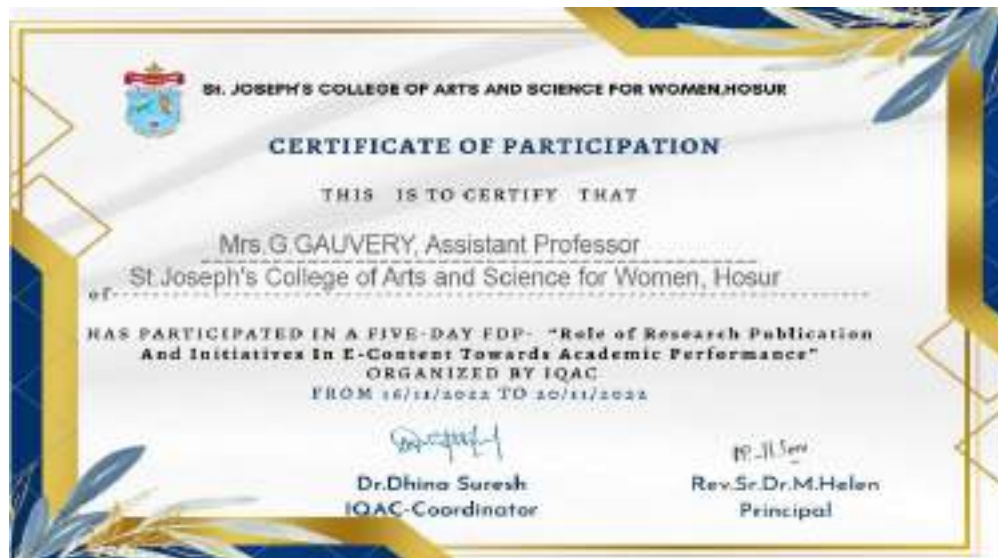 St. JOSEPH'S COLLEGE OF ARTS AND SCIENCE FOR WOMEN,HOSUR
CERTIFICATE OF PARTICIPATION
THIS IS TO CERTIFY THAT
Mrs.G.GAUVERY, Assistant Professor
St.Joseph's College of Arts and Science for Women, Hosur
of
HAS PARTICIPATED IN A FIVE-DAY FDP- "Role of Research Publication
And Initiatives In E-Content Towards Academic Performance"
ORGANIZED BY IQAC
FROM 16/11/2022 TO 20/11/2022
Dr.Dhina Suresh
IQAC-Coordinator
Rev.Sr.Dr.M.Helen
Principal